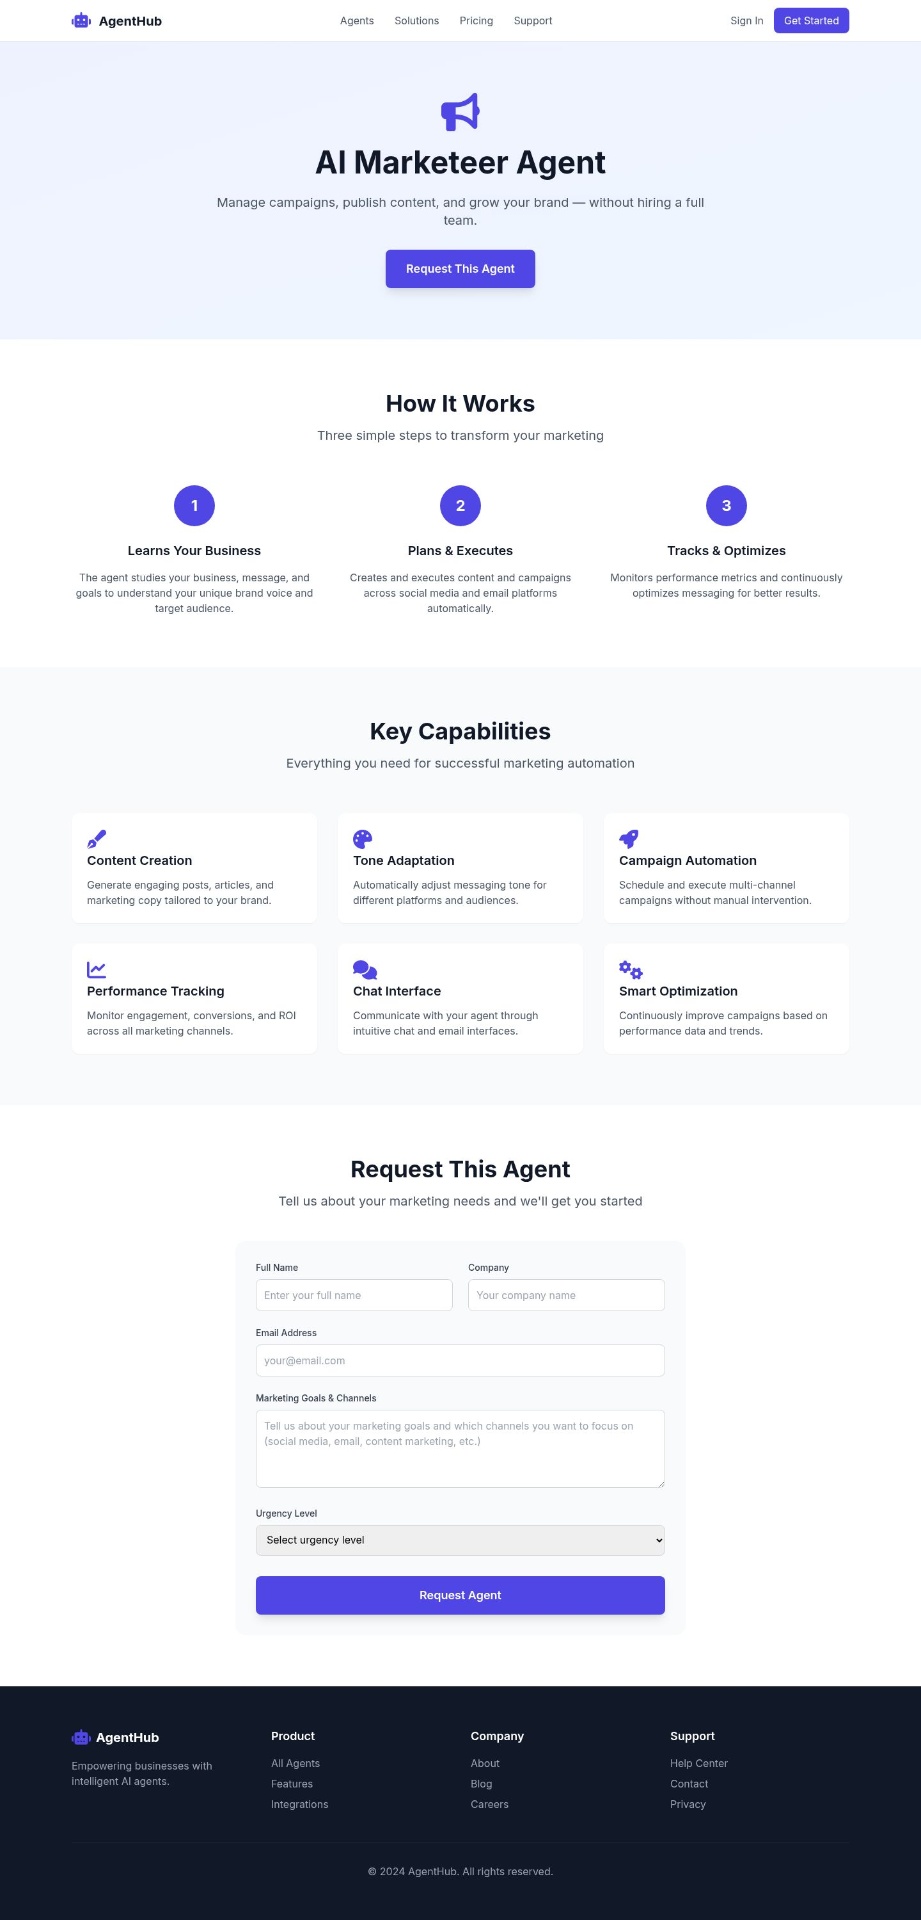 AgentHub
Agents
Solutions
Pricing
Support
Sign In
Get Started
AI Marketeer Agent
Manage campaigns, publish content, and grow your brand — without hiring a full
team.
Request This Agent
How It Works
Three simple steps to transform your marketing
1
Learns Your Business
The agent studies your business, message, and
goals to understand your unique brand voice and
target audience.
2
Plans & Executes
Creates and executes content and campaigns
across social media and email platforms
automatically.
3
Tracks & Optimizes
Monitors performance metrics and continuously
optimizes messaging for better results.
Key Capabilities
Everything you need for successful marketing automation
Content Creation
Generate engaging posts, articles, and
marketing copy tailored to your brand.
Tone Adaptation
Automatically adjust messaging tone for
different platforms and audiences.
Campaign Automation
Schedule and execute multi-channel
campaigns without manual intervention.
Performance Tracking
Monitor engagement, conversions, and ROI
across all marketing channels.
Chat Interface
Communicate with your agent through
intuitive chat and email interfaces.
Smart Optimization
Continuously improve campaigns based on
performance data and trends.
Request This Agent
Tell us about your marketing needs and we'll get you started
Full Name
Enter your full name
Company
Your company name
Email Address
your@email.com
Marketing Goals & Channels
Tell us about your marketing goals and which channels you want to focus on
(social media, email, content marketing, etc.)
Urgency Level
Select urgency level
Request Agent
AgentHub
Empowering businesses with
intelligent AI agents.
Product
All Agents
Features
Integrations
Company
About
Blog
Careers
Support
Help Center
Contact
Privacy
© 2024 AgentHub. All rights reserved.